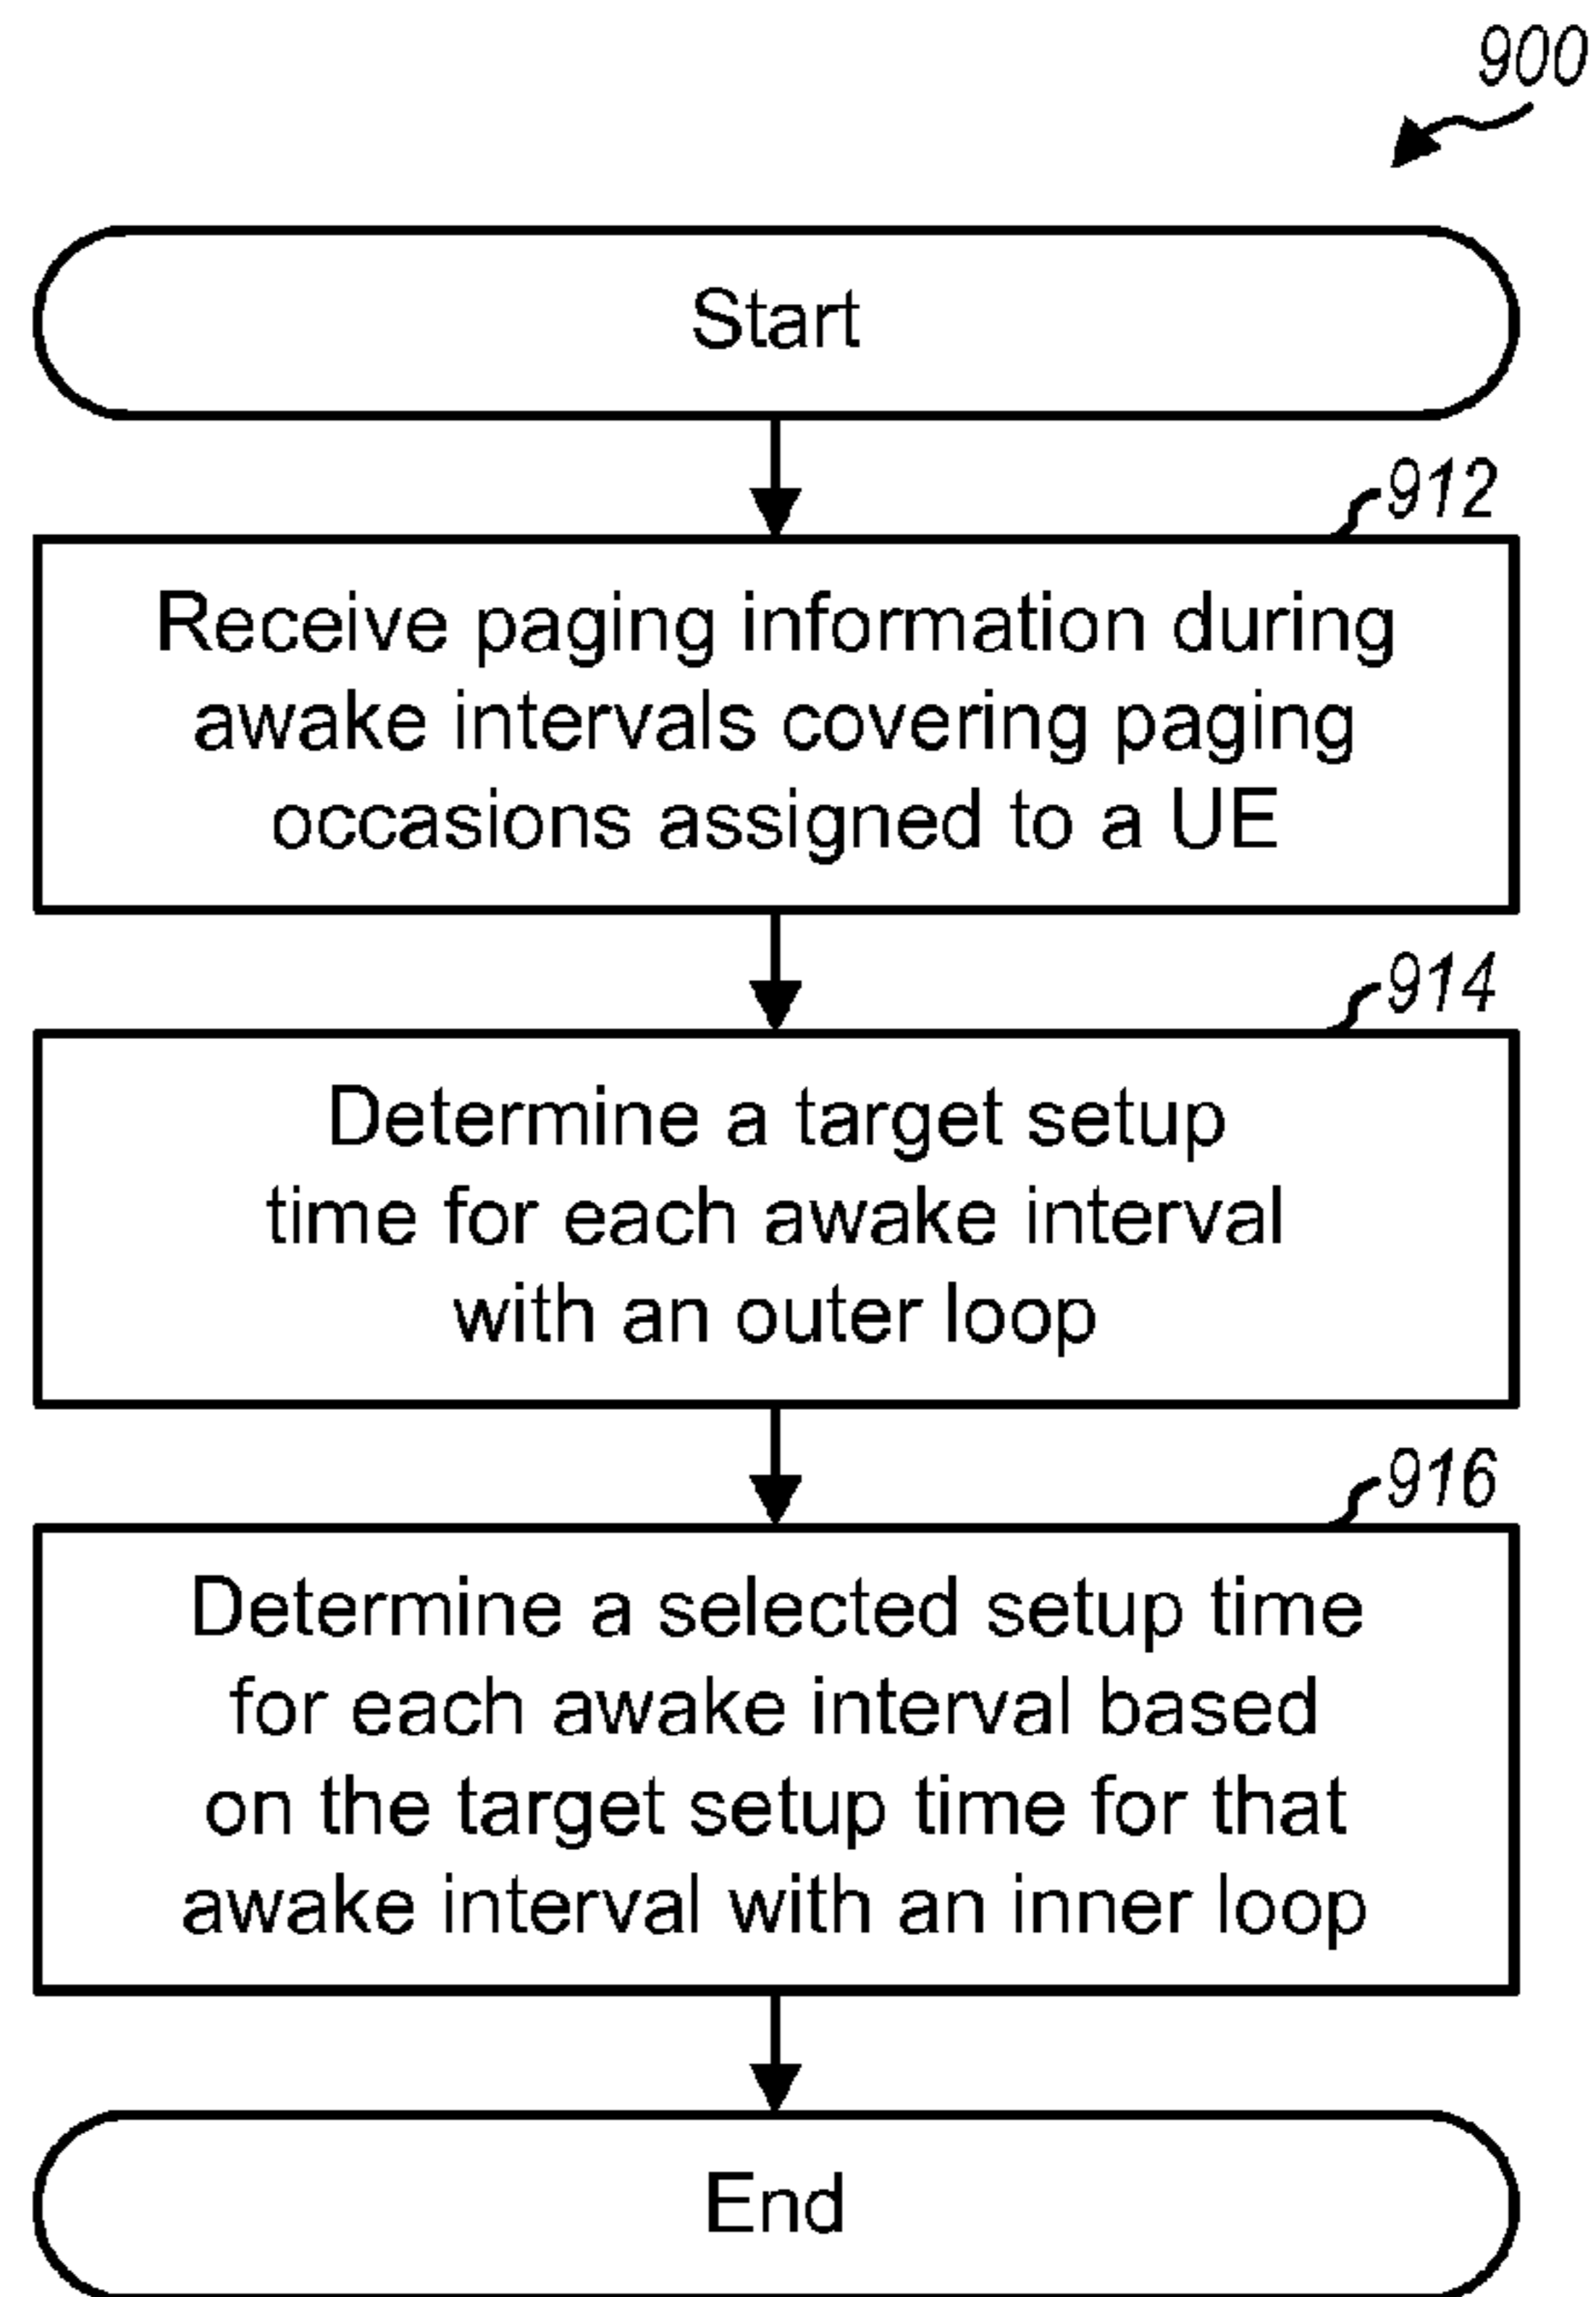 900
Start
912
Receive paging information during
awake intervals covering paging
occasions assigned to a UE
914
Determine a target setup
time for each awake interval
with an outer loop
916
Determine a selected setup time
for each awake interval based
on the target setup time for that
awake interval with an inner loop
End